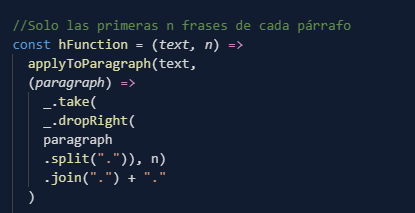 //Solo las primeras n frases de cada párrafo
const hFunction = (text, n) =>
applyToParagraph(text,
(paragraph) =>
_.take(
_.dropRight(
paragraph
.split(".")), n)
.join(".") + "."
)